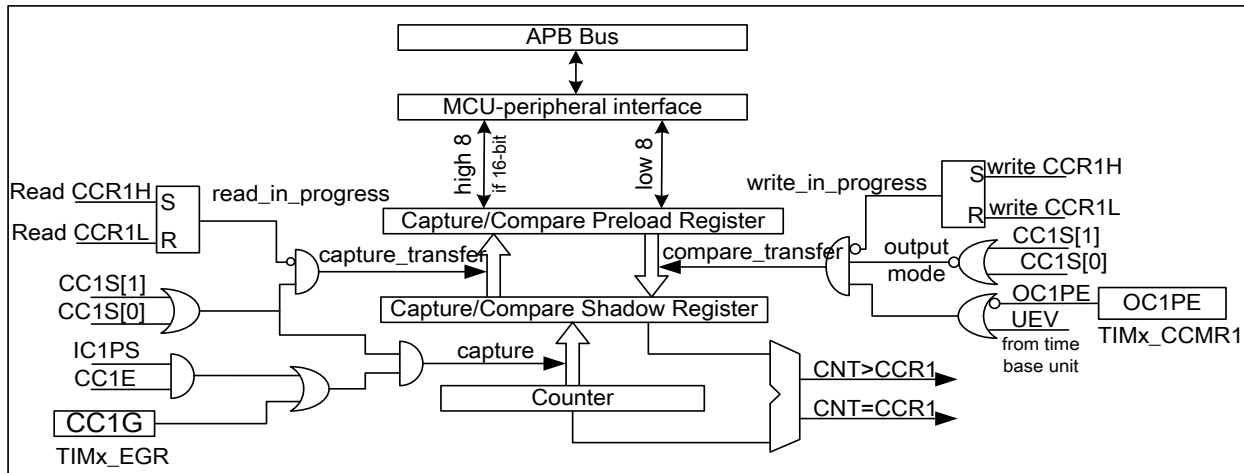 APB Bus
MCU-peripheral interface
high 8
if 16-bit
low 8
Read CCR1H
S
read_in_progress
Read CCR1L
R
write_in_progress
S
write CCR1H
R
write CCR1L
Capture/Compare Preload Register
capture_transfer
compare_transfer
output
mode
CC1S[1]
CC1S[0]
CC1S[1]
CC1S[0]
Capture/Compare Shadow Register
OC1PE
OC1PE
UEV
TIMx_CCMR1
from time
base unit
IC1PS
CC1E
capture
Counter
CNT>CCR1
CNT=CCR1
CC1G
TIMx_EGR